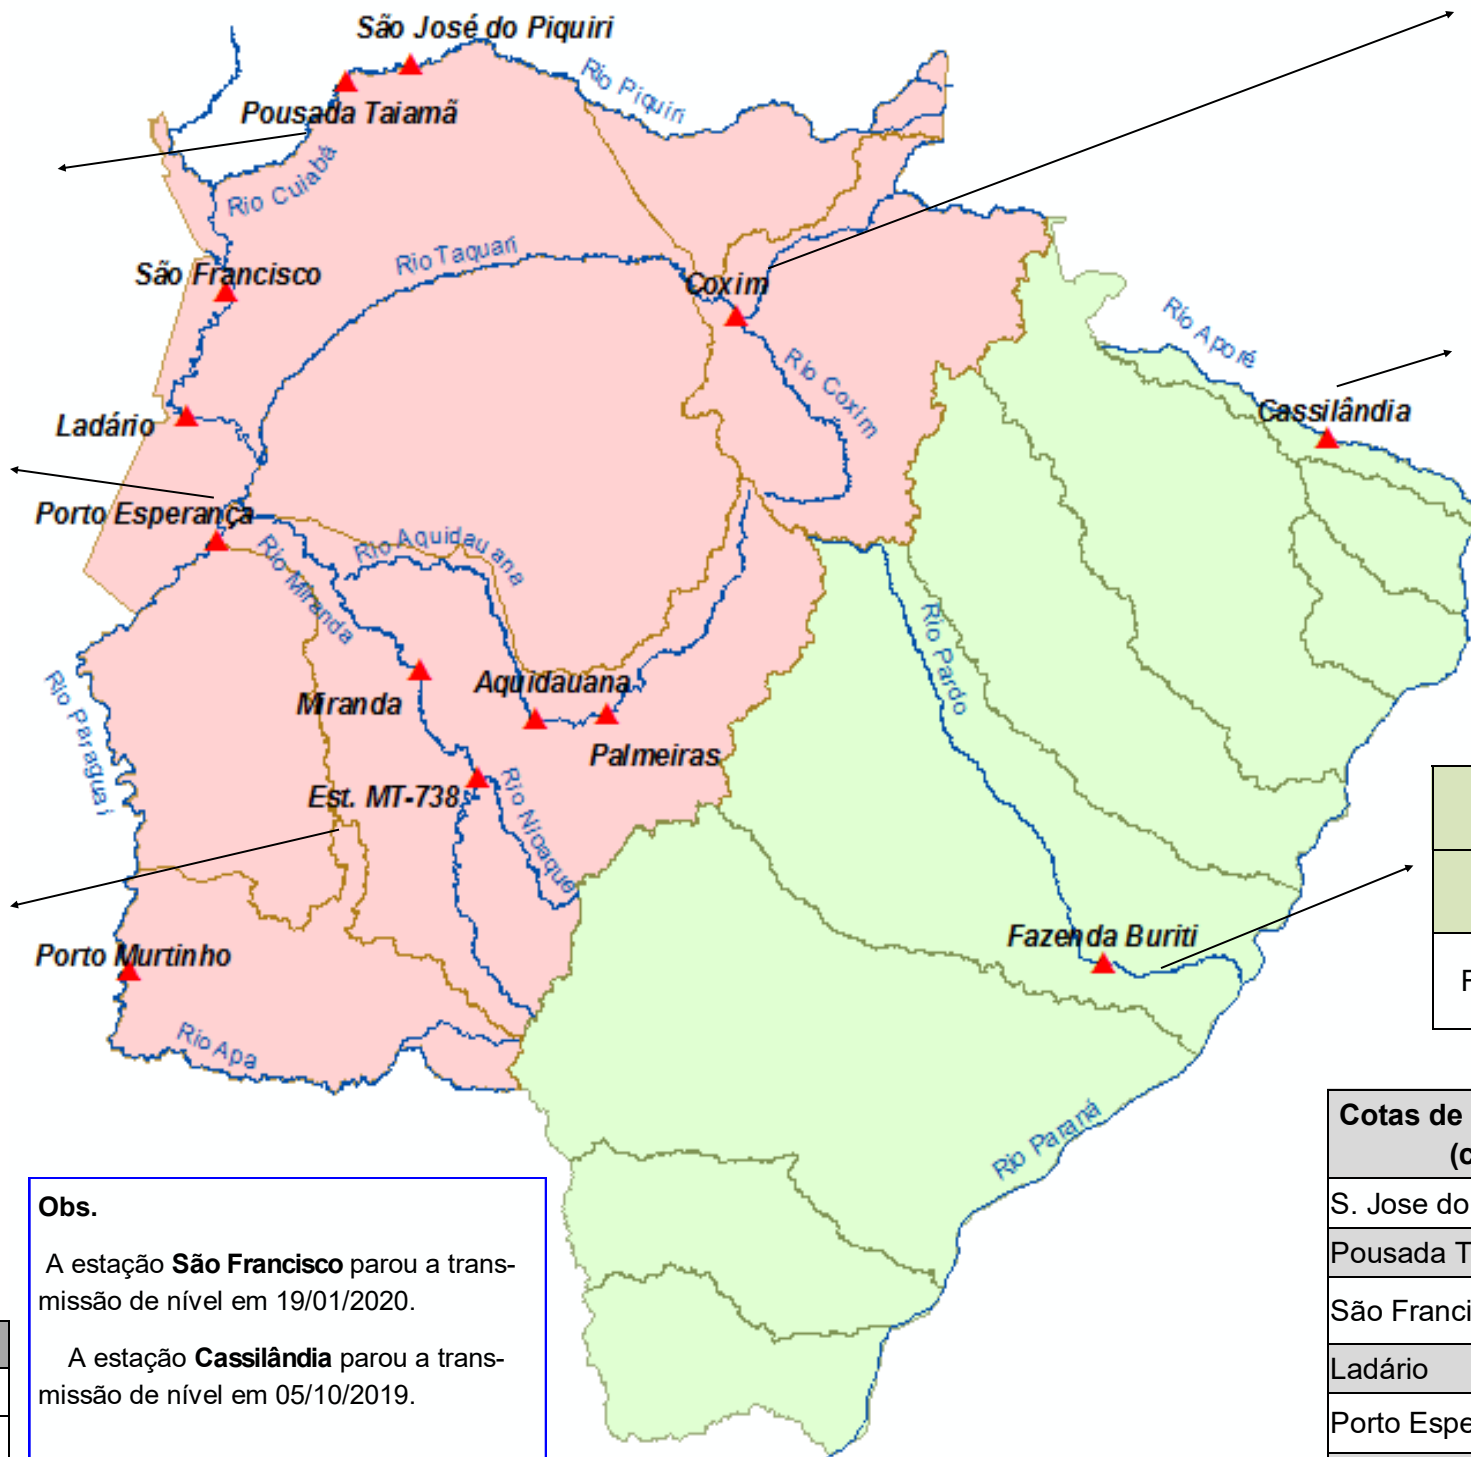 São José do Piquiri
Rio Piquiri
Pousada Taiamã
Rio Cuiabá
Rio Taquari
São Francisco
Coxim
Rio Aporé
Rio Coxim
Cassilândia
Ladário
Porto Esperança
Rio Aquidauana
Rio Miranda
Rio Pardo
Rio Paraguai
Aquidauana
Miranda
Palmeiras
Est. MT-738
Rio Nioaque
Fazenda Buriti
Porto Murtinho
Rio Apa
Rio Paraná
F
Cotas de
(c
S. Jose do
Pousada T
São Franci
Ladário
Porto Espe
Obs.
A estação São Francisco parou a trans-
missão de nível em 19/01/2020.
A estação Cassilândia parou a trans-
missão de nível em 05/10/2019.